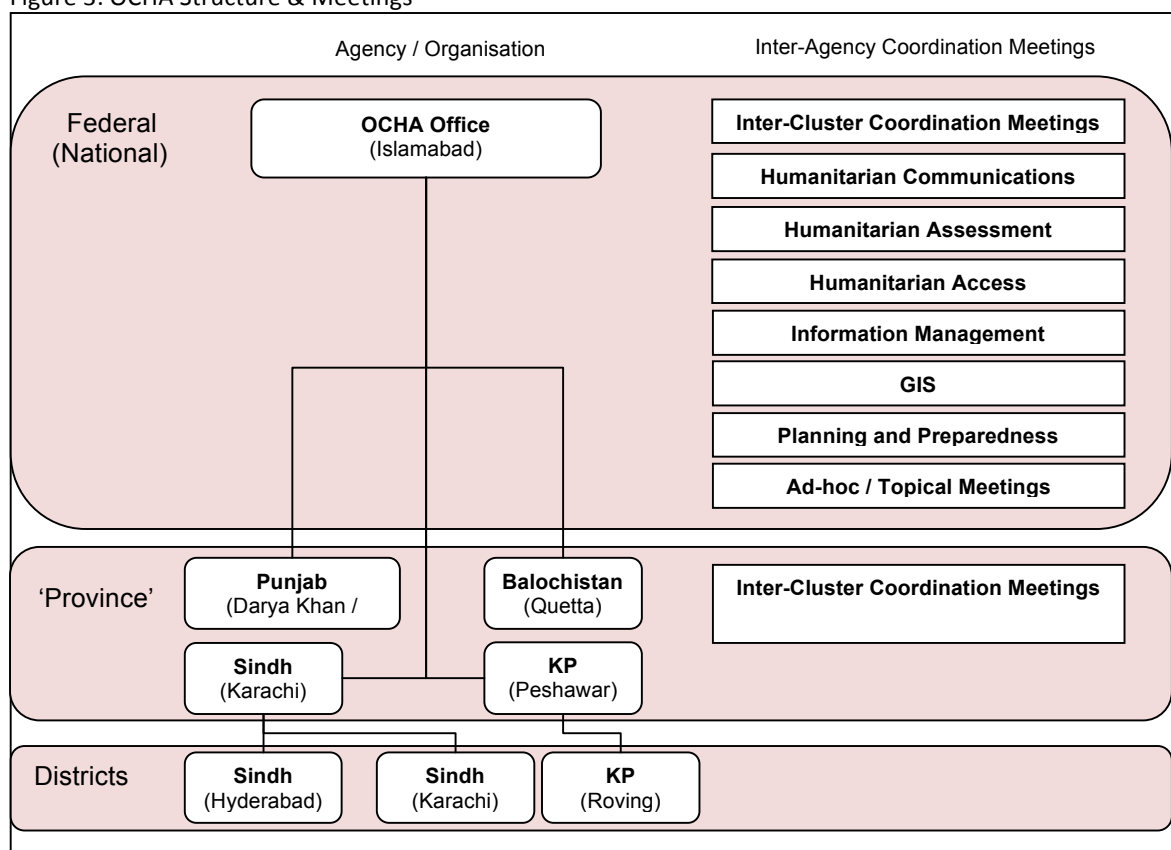 Figure 3: OCHA Structure & Meetings
Agency / Organisation
Inter-Agency Coordination Meetings
Federal
(National)
OCHA Office
(Islamabad)
Inter-Cluster Coordination Meetings
Humanitarian Communications
Humanitarian Assessment
Humanitarian Access
Information Management
GIS
Planning and Preparedness
Ad-hoc / Topical Meetings
‘Province’
Punjab
(Darya Khan /
Balochistan
(Quetta)
Inter-Cluster Coordination Meetings
Sindh
(Karachi)
KP
(Peshawar)
Districts
Sindh
(Hyderabad)
Sindh
(Karachi)
KP
(Roving)